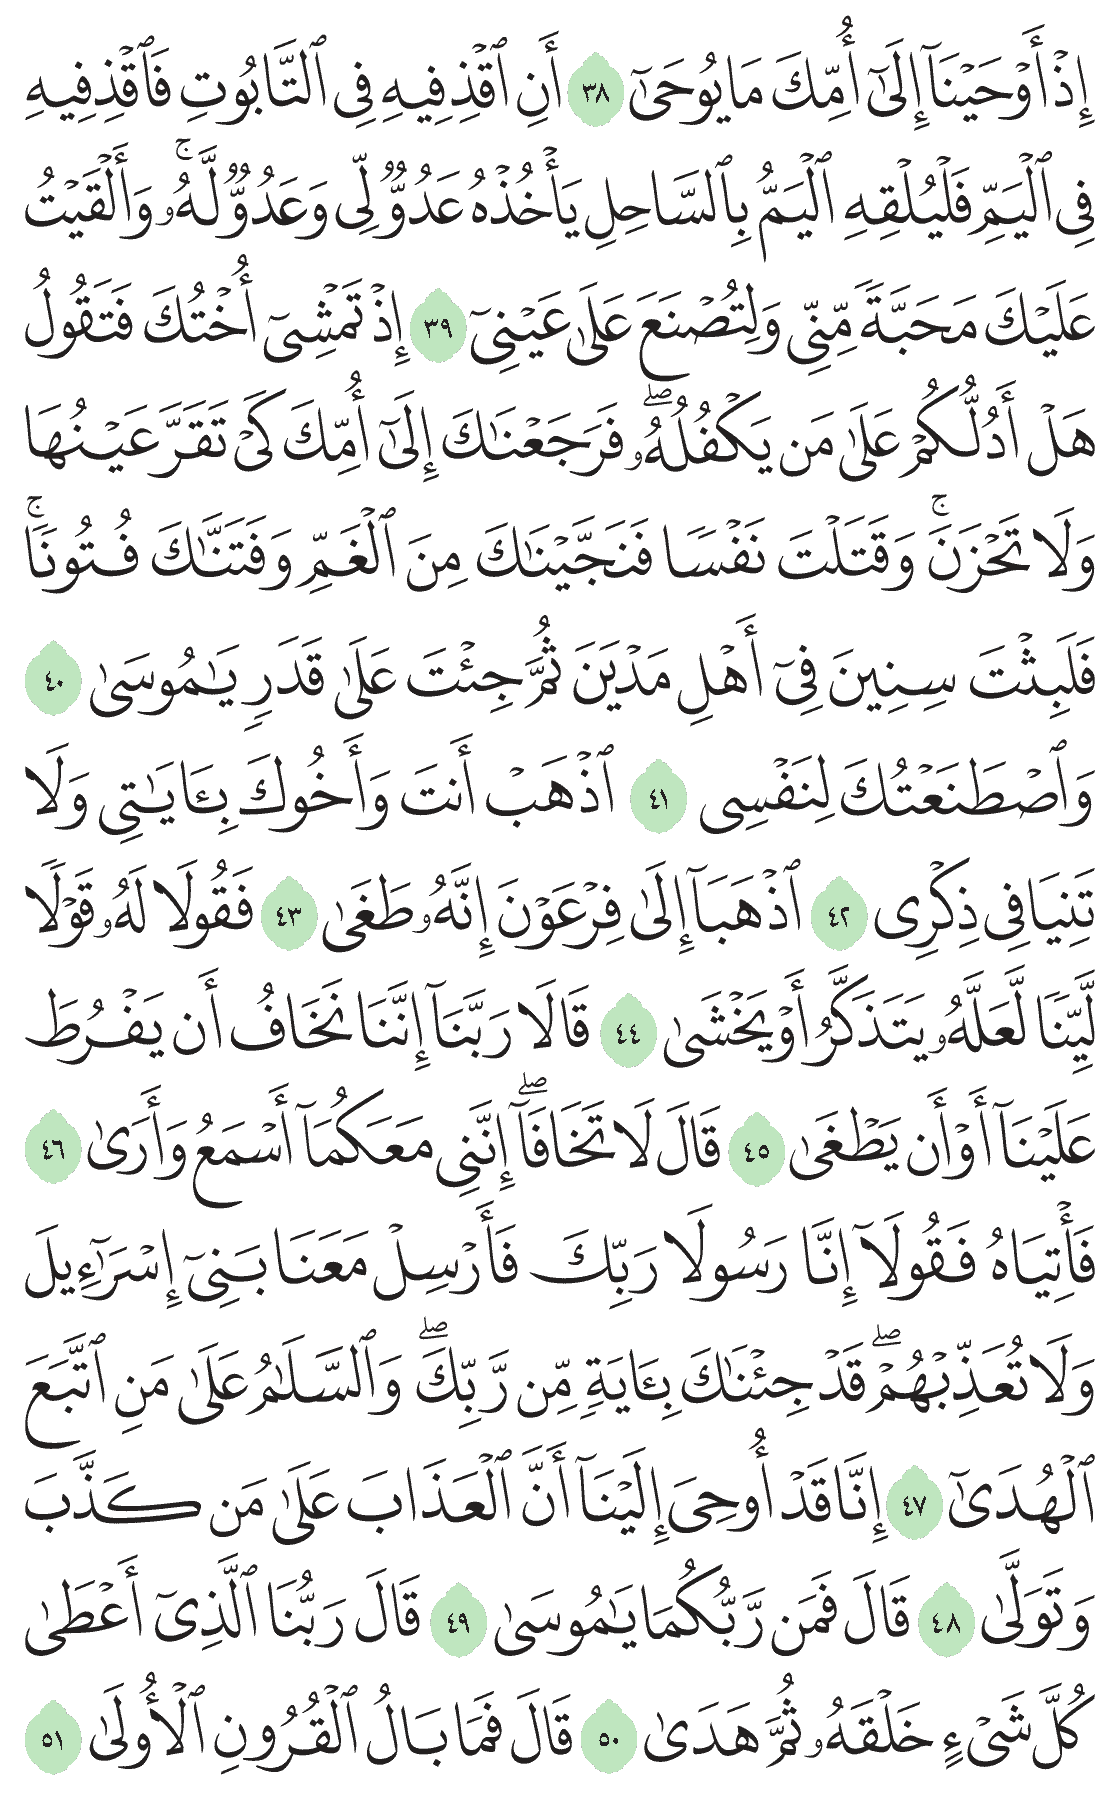 إِذْ أَوْحَيْنَآ إِلَىٰٓ أُمِّكَ مَا يُوحَىٰٓ ٣٨ أَنِ ٱقْذِفِيهِ فِى ٱلتَّابُوتِ فَٱقْذِفِيهِ
فِى ٱلْيَمِّ فَلْيُلْقِهِ ٱلْيَمُّ بِٱلسَّاحِلِ يَأْخُذْهُ عَدُوٌّ لِّى وَعَدُوٌّ لَّهُۥ ۚ وَأَلْقَيْتُ
عَلَيْكَ مَحَبَّةً مِّنِّى وَلِتُصْنَعَ عَلَىٰ عَيْنِىٓ ٣٩ إِذْ تَمْشِىٓ أُخْتُكَ فَتَقُولُ
هَلْ أَدُلُّكُمْ عَلَىٰ مَن يَكْفُلُهُۥ ۖ فَرَجَعْنَـٰكَ إِلَىٰٓ أُمِّكَ كَىْ تَقَرَّ عَيْنُهَا
وَلَا تَحْزَنَ ۚ وَقَتَلْتَ نَفْسًا فَنَجَّيْنَـٰكَ مِنَ ٱلْغَمِّ وَفَتَنَّـٰكَ فُتُونًا ۚ
فَلَبِثْتَ سِنِينَ فِىٓ أَهْلِ مَدْيَنَ ثُمَّ جِئْتَ عَلَىٰ قَدَرٍ يَـٰمُوسَىٰ ٤٠
وَٱصْطَنَعْتُكَ لِنَفْسِى ٤١ ٱذْهَبْ أَنتَ وَأَخُوكَ بِـَٔايَـٰتِى وَلَا
تَنِيَا فِى ذِكْرِى ٤٢ ٱذْهَبَآ إِلَىٰ فِرْعَوْنَ إِنَّهُۥ طَغَىٰ ٤٣ فَقُولَا لَهُۥ قَوْلًا
لَّيِّنًا لَّعَلَّهُۥ يَتَذَكَّرُ أَوْ يَخْشَىٰ ٤٤ قَالَا رَبَّنَآ إِنَّنَا نَخَافُ أَن يَفْرُطَ
عَلَيْنَآ أَوْ أَن يَطْغَىٰ ٤٥ قَالَ لَا تَخَافَآ ۖ إِنَّنِى مَعَكُمَآ أَسْمَعُ وَأَرَىٰ ٤٦
فَأْتِيَاهُ فَقُولَآ إِنَّا رَسُولَا رَبِّكَ فَأَرْسِلْ مَعَنَا بَنِىٓ إِسْرَٰٓءِيلَ
وَلَا تُعَذِّبْهُمْ ۖ قَدْ جِئْنَـٰكَ بِـَٔايَةٍ مِّن رَّبِّكَ ۖ وَٱلسَّلَـٰمُ عَلَىٰ مَنِ ٱتَّبَعَ
ٱلْهُدَىٰٓ ٤٧ إِنَّا قَدْ أُوحِىَ إِلَيْنَآ أَنَّ ٱلْعَذَابَ عَلَىٰ مَن كَذَّبَ
وَتَوَلَّىٰ ٤٨ قَالَ فَمَن رَّبُّكُمَا يَـٰمُوسَىٰ ٤٩ قَالَ رَبُّنَا ٱلَّذِىٓ أَعْطَىٰ
كُلَّ شَىْءٍ خَلْقَهُۥ ثُمَّ هَدَىٰ ٥٠ قَالَ فَمَا بَالُ ٱلْقُرُونِ ٱلْأُولَىٰ ٥١